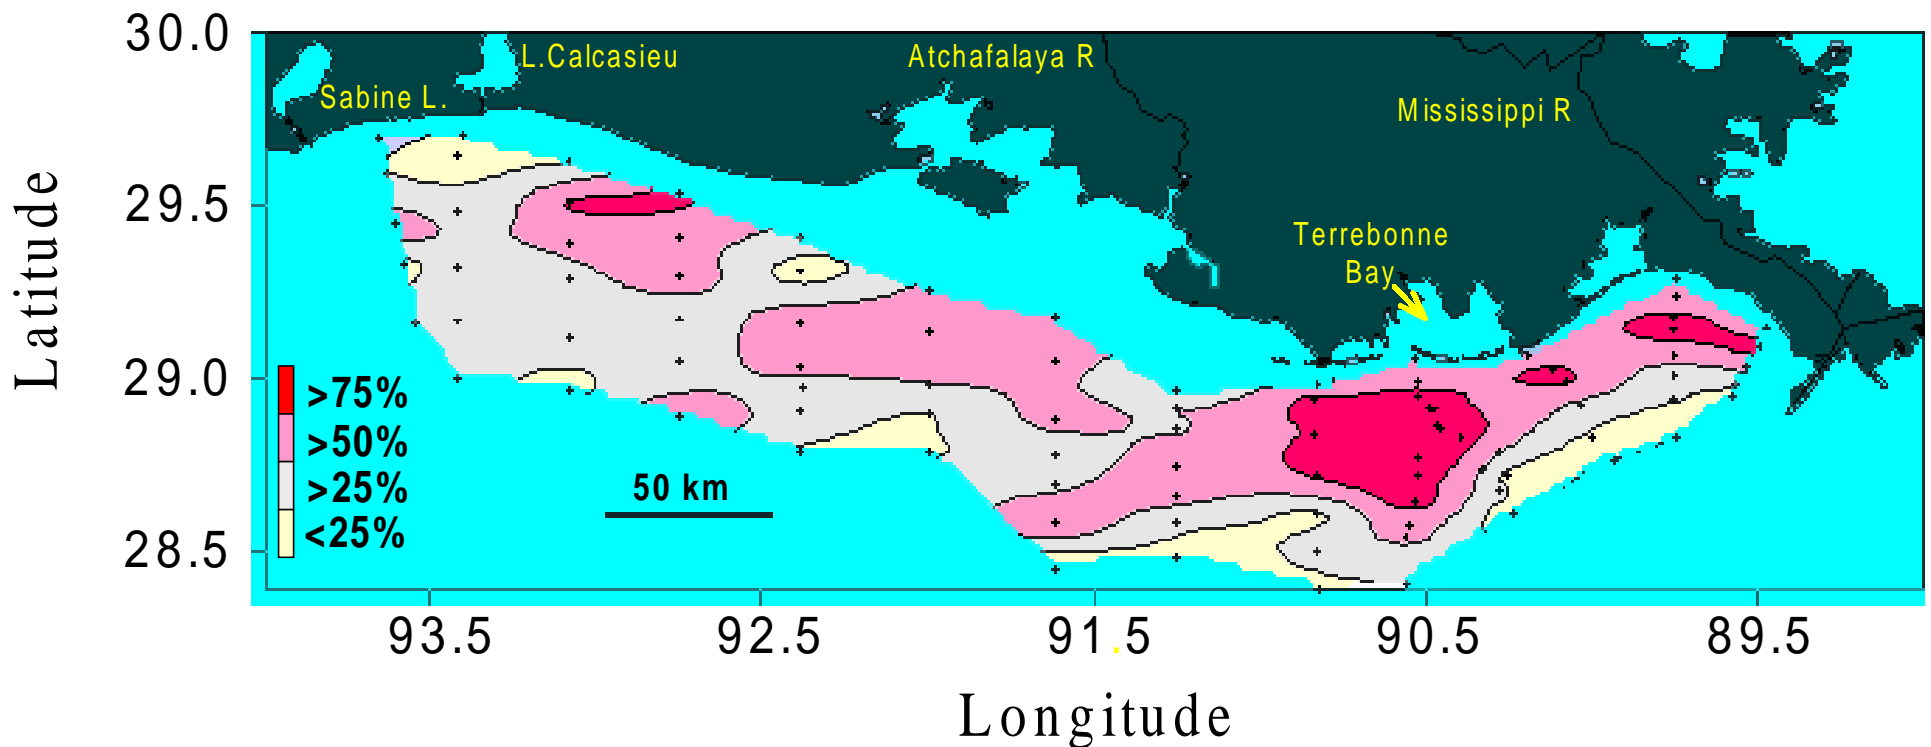 30.0
L.Calcasieu
Atchafalaya R
Sabine L.
Mississippi R
29.5
Terrebonne
Bay
Latitude
29.0
>75%
>50%
>25%
<25%
50 km
28.5
93.5
92.5
91.5
90.5
89.5
Longitude